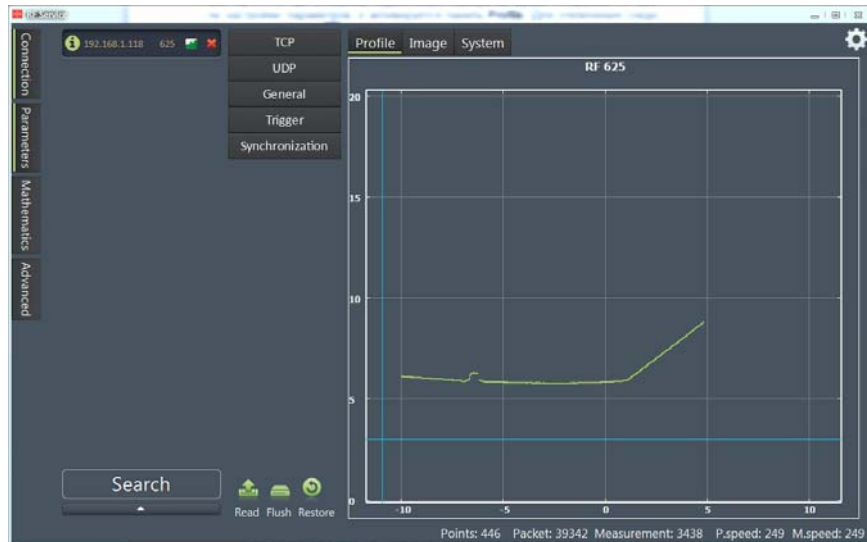 RF Service
Connection
Parameters
Mathematics
Advanced
192.168.1.118 625
TCP
UDP
General
Trigger
Synchronization
Search
Read Flush Restore
Profile Image System
RF 625
20
15
10
5
0
-10 -5 0 5 10
Points: 446 Packet: 39342 Measurement: 3438 P.speed: 249 M.speed: 249